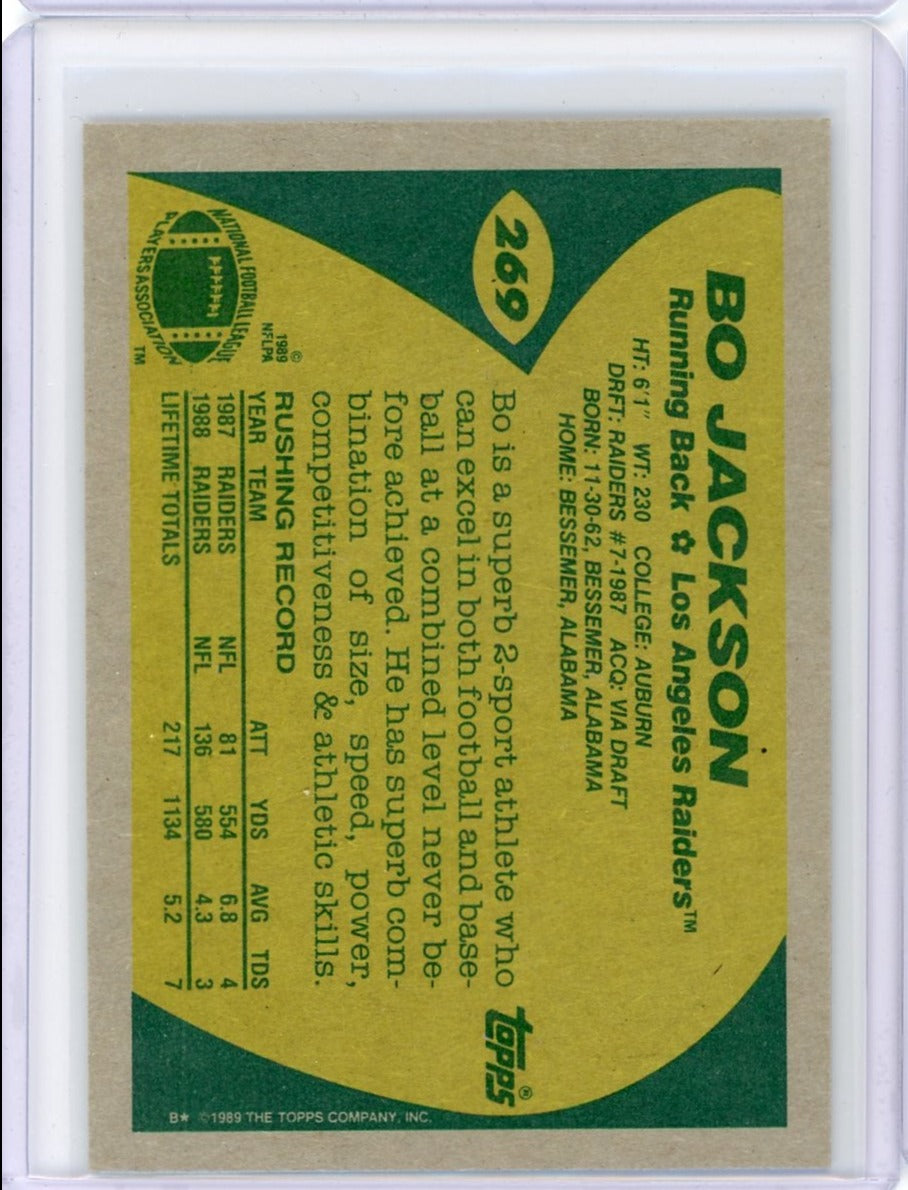 269
BO JACKSON
Running Back ✿ Los Angeles Raiders™
HT: 6'1" WT: 230 COLLEGE: AUBURN
DRFT: RAIDERS #7-1987 ACQ: VIA DRAFT
BORN: 11-30-62, BESSEMER, ALABAMA
HOME: BESSEMER, ALABAMA
Bo is a superb 2-sport athlete who
can excel in both football and base-
ball at a combined level never be-
fore achieved. He has superb com-
bination of size, speed, power,
competitiveness & athletic skills.
topps®
NATIONAL FOOTBALL LEAGUE
PLAYERS ASSOCIATION TM
©
1989
NFLPA
RUSHING RECORD
YEAR TEAM ATT YDS AVG TDS
1987 RAIDERS NFL 81 554 6.8 4
1988 RAIDERS NFL 136 580 4.3 3
LIFETIME TOTALS 217 1134 5.2 7
B* ©1989 THE TOPPS COMPANY, INC.